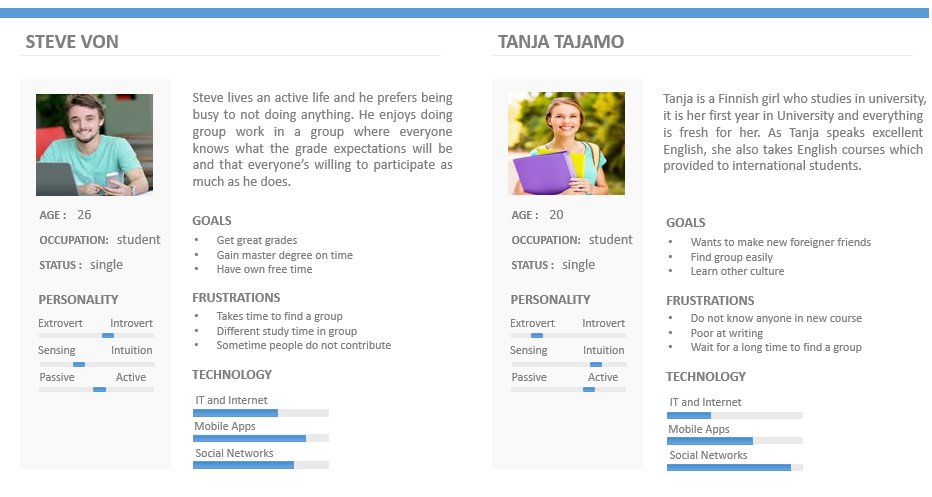 STEVE VON
Steve lives an active life and he prefers being
busy to not doing anything. He enjoys doing
group work in a group where everyone
knows what the grade expectations will be
and that everyone's willing to participate as
much as he does.
AGE : 26
OCCUPATION: student
STATUS : single
PERSONALITY
Extrovert Introvert
Sensing Intuition
Passive Active
GOALS
• Get great grades
• Gain master degree on time
• Have own free time
FRUSTRATIONS
• Takes time to find a group
• Different study time in group
• Sometime people do not contribute
TECHNOLOGY
IT and Internet
Mobile Apps
Social Networks
TANJA TAJAMO
Tanja is a Finnish girl who studies in university,
it is her first year in University and everything
is fresh for her. As Tanja speaks excellent
English, she also takes English courses which
provided to international students.
AGE : 20
OCCUPATION: student
STATUS : single
PERSONALITY
Extrovert Introvert
Sensing Intuition
Passive Active
GOALS
• Wants to make new foreigner friends
• Find group easily
• Learn other culture
FRUSTRATIONS
• Do not know anyone in new course
• Poor at writing
• Wait for a long time to find a group
TECHNOLOGY
IT and Internet
Mobile Apps
Social Networks